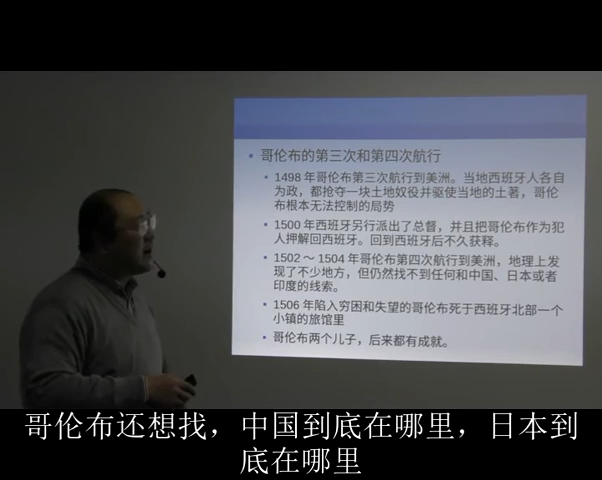 哥伦布的第三次和第四次航行
1498 年哥伦布第三次航行到美洲。当地西班牙人各自
为政，都抢夺一块土地奴役并驱使当地的土著，哥伦
布根本无法控制的局势
1500 年西班牙另行派出了总督，并且把哥伦布作为犯
人押解回西班牙。回到西班牙后不久获释。
1502 ～ 1504 年哥伦布第四次航行到美洲，地理上发
现了不少地方，但仍然找不到任何和中国、日本或者
印度的线索。
1506 年陷入穷困和失望的哥伦布死于西班牙北部一个
小镇的旅馆里
哥伦布两个儿子，后来都有成就。
哥伦布还想找，中国到底在哪里，日本到
底在哪里